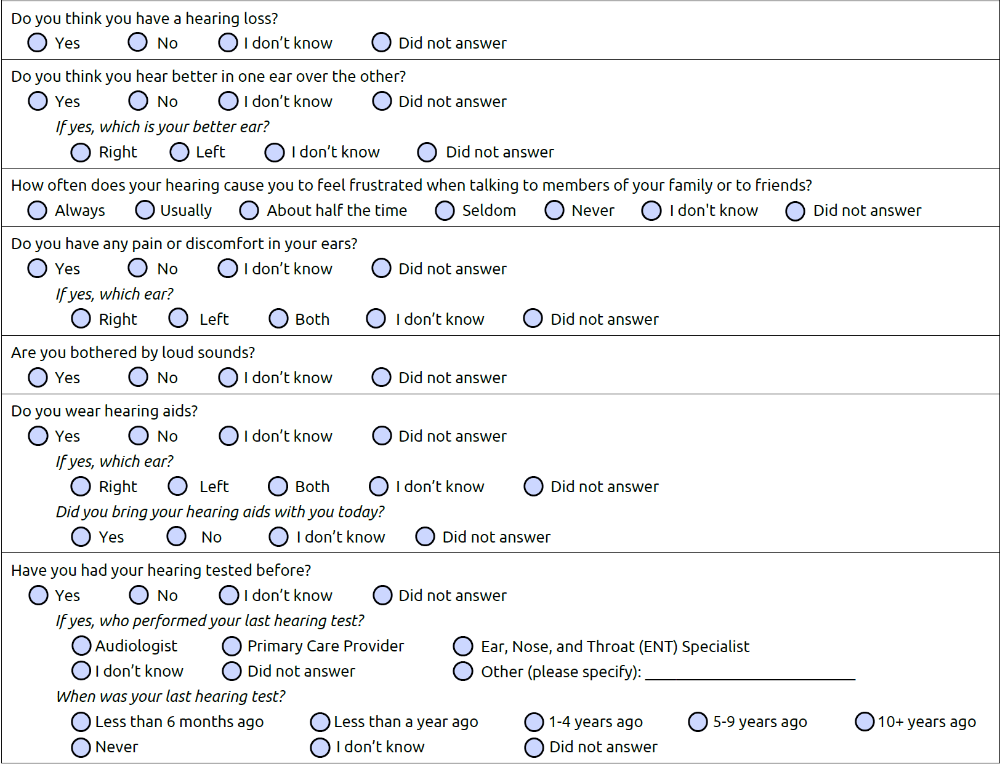 Do you think you have a hearing loss?
Yes No I don’t know Did not answer
Do you think you hear better in one ear over the other?
Yes No I don’t know Did not answer
If yes, which is your better ear?
Right Left I don’t know Did not answer
How often does your hearing cause you to feel frustrated when talking to members of your family or to friends?
Always Usually About half the time Seldom Never I don't know Did not answer
Do you have any pain or discomfort in your ears?
Yes No I don’t know Did not answer
If yes, which ear?
Right Left Both I don’t know Did not answer
Are you bothered by loud sounds?
Yes No I don’t know Did not answer
Do you wear hearing aids?
Yes No I don’t know Did not answer
If yes, which ear?
Right Left Both I don’t know Did not answer
Did you bring your hearing aids with you today?
Yes No I don’t know Did not answer
Have you had your hearing tested before?
Yes No I don’t know Did not answer
If yes, who performed your last hearing test?
Audiologist Primary Care Provider Ear, Nose, and Throat (ENT) Specialist
I don’t know Did not answer Other (please specify): __________________________
When was your last hearing test?
Less than 6 months ago Less than a year ago 1-4 years ago 5-9 years ago 10+ years ago
Never I don’t know Did not answer